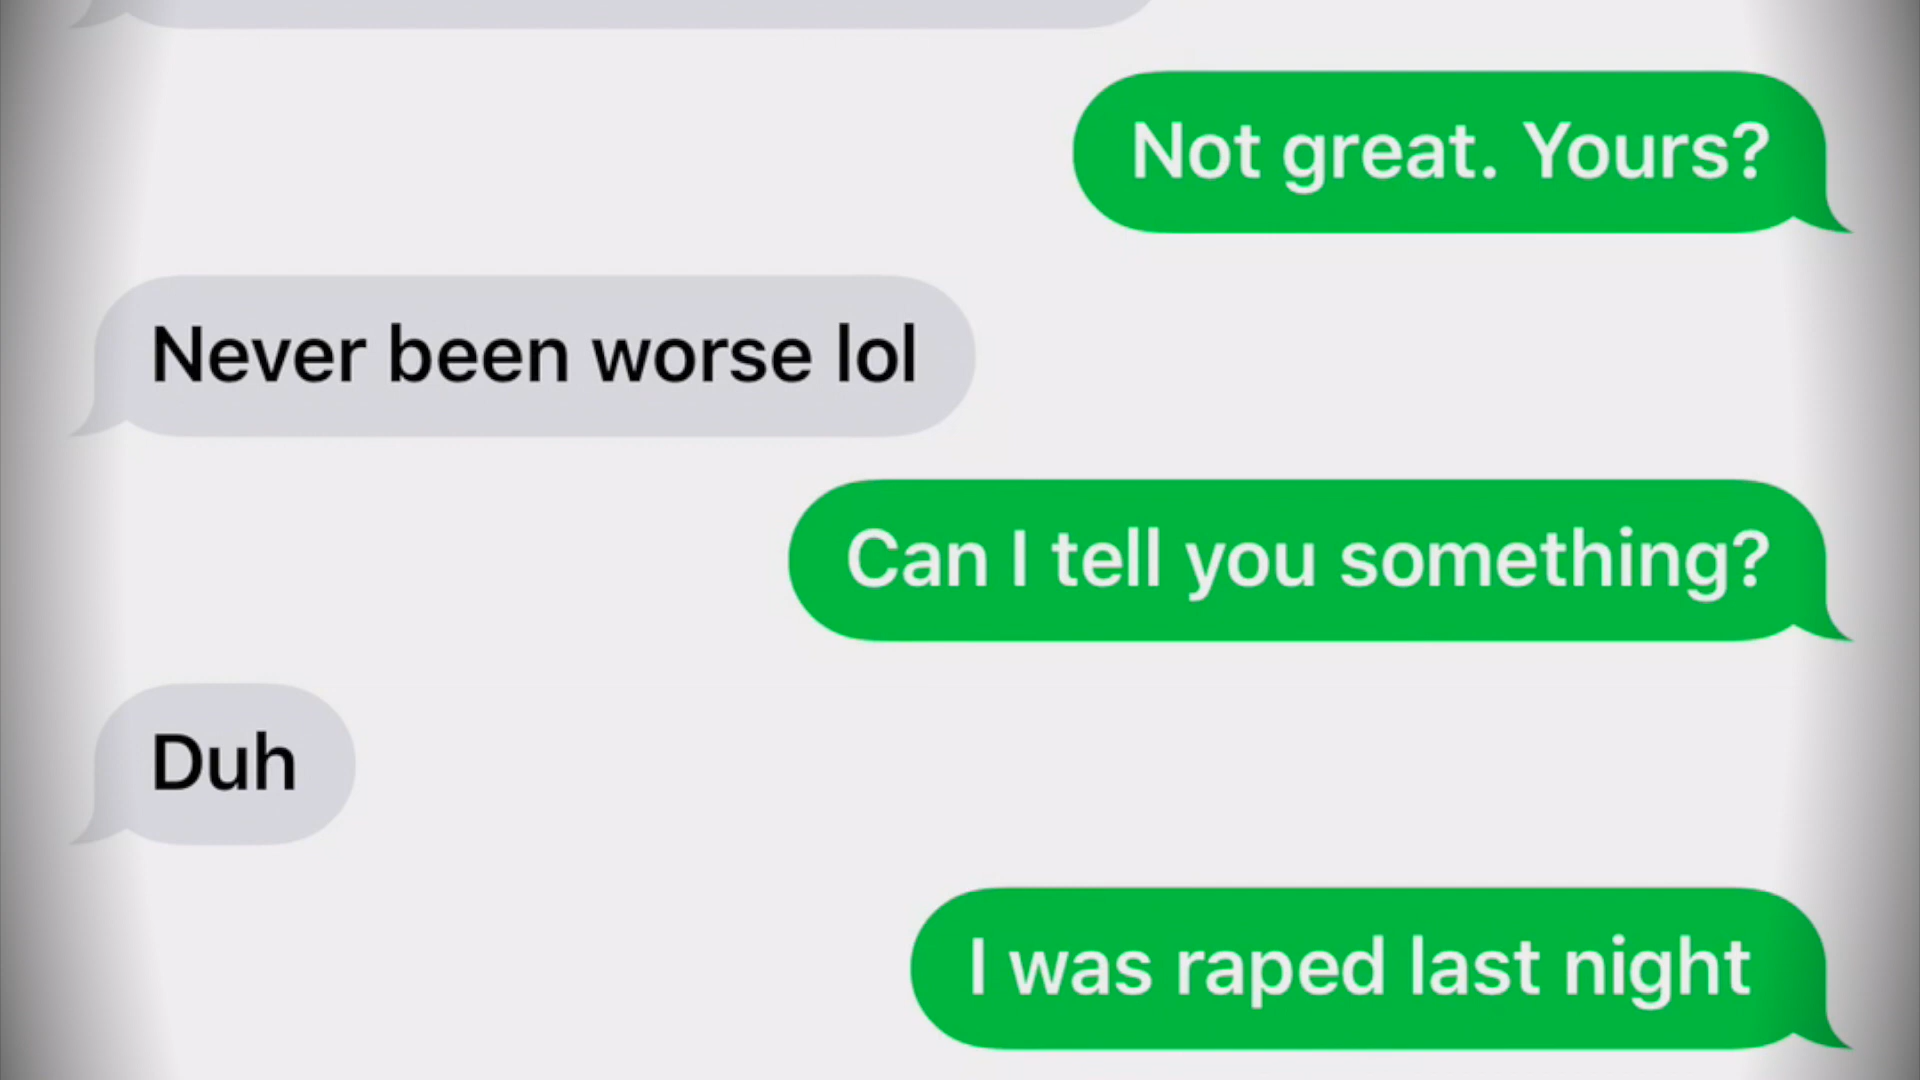 Not great. Yours?
Never been worse lol
Can I tell you something?
Duh
I was raped last night